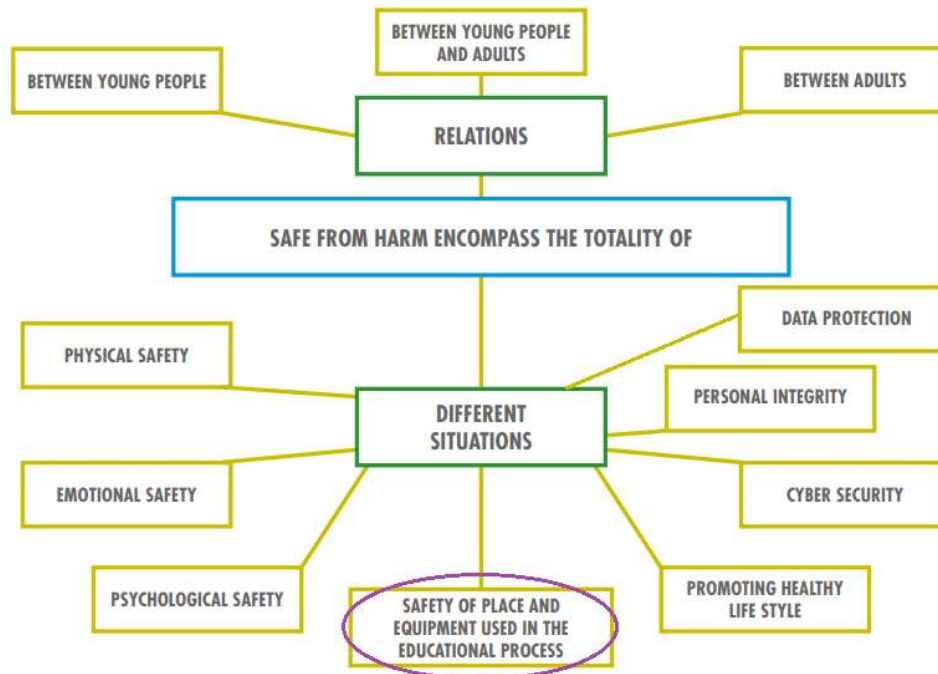 BETWEEN YOUNG PEOPLE
AND ADULTS
BETWEEN YOUNG PEOPLE
BETWEEN ADULTS
RELATIONS
SAFE FROM HARM ENCOMPASS THE TOTALITY OF
DATA PROTECTION
PHYSICAL SAFETY
PERSONAL INTEGRITY
DIFFERENT
SITUATIONS
EMOTIONAL SAFETY
CYBER SECURITY
PSYCHOLOGICAL SAFETY
SAFETY OF PLACE AND
EQUIPMENT USED IN THE
EDUCATIONAL PROCESS
PROMOTING HEALTHY
LIFE STYLE